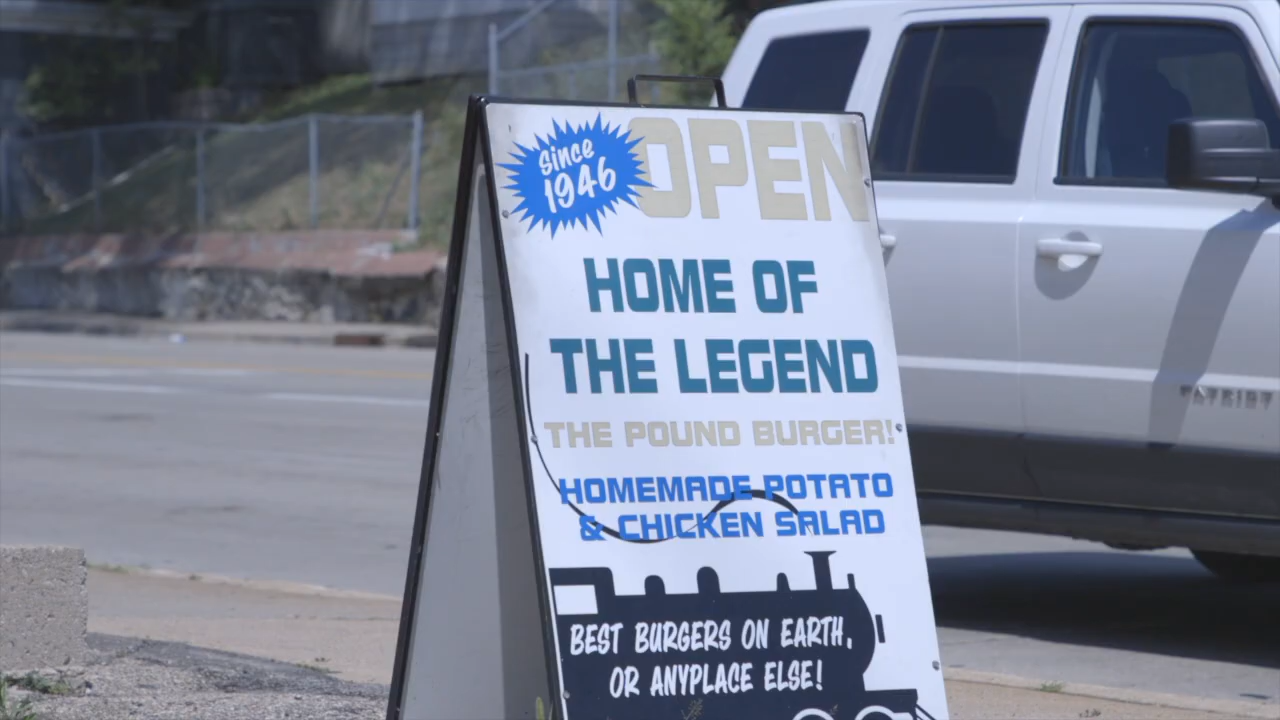 Since
1946
OPEN
HOME OF
THE LEGEND
THE POUND BURGER!
HOMEMADE POTATO
& CHICKEN SALAD
BEST BURGERS ON EARTH,
OR ANYPLACE ELSE!
PATRIOT